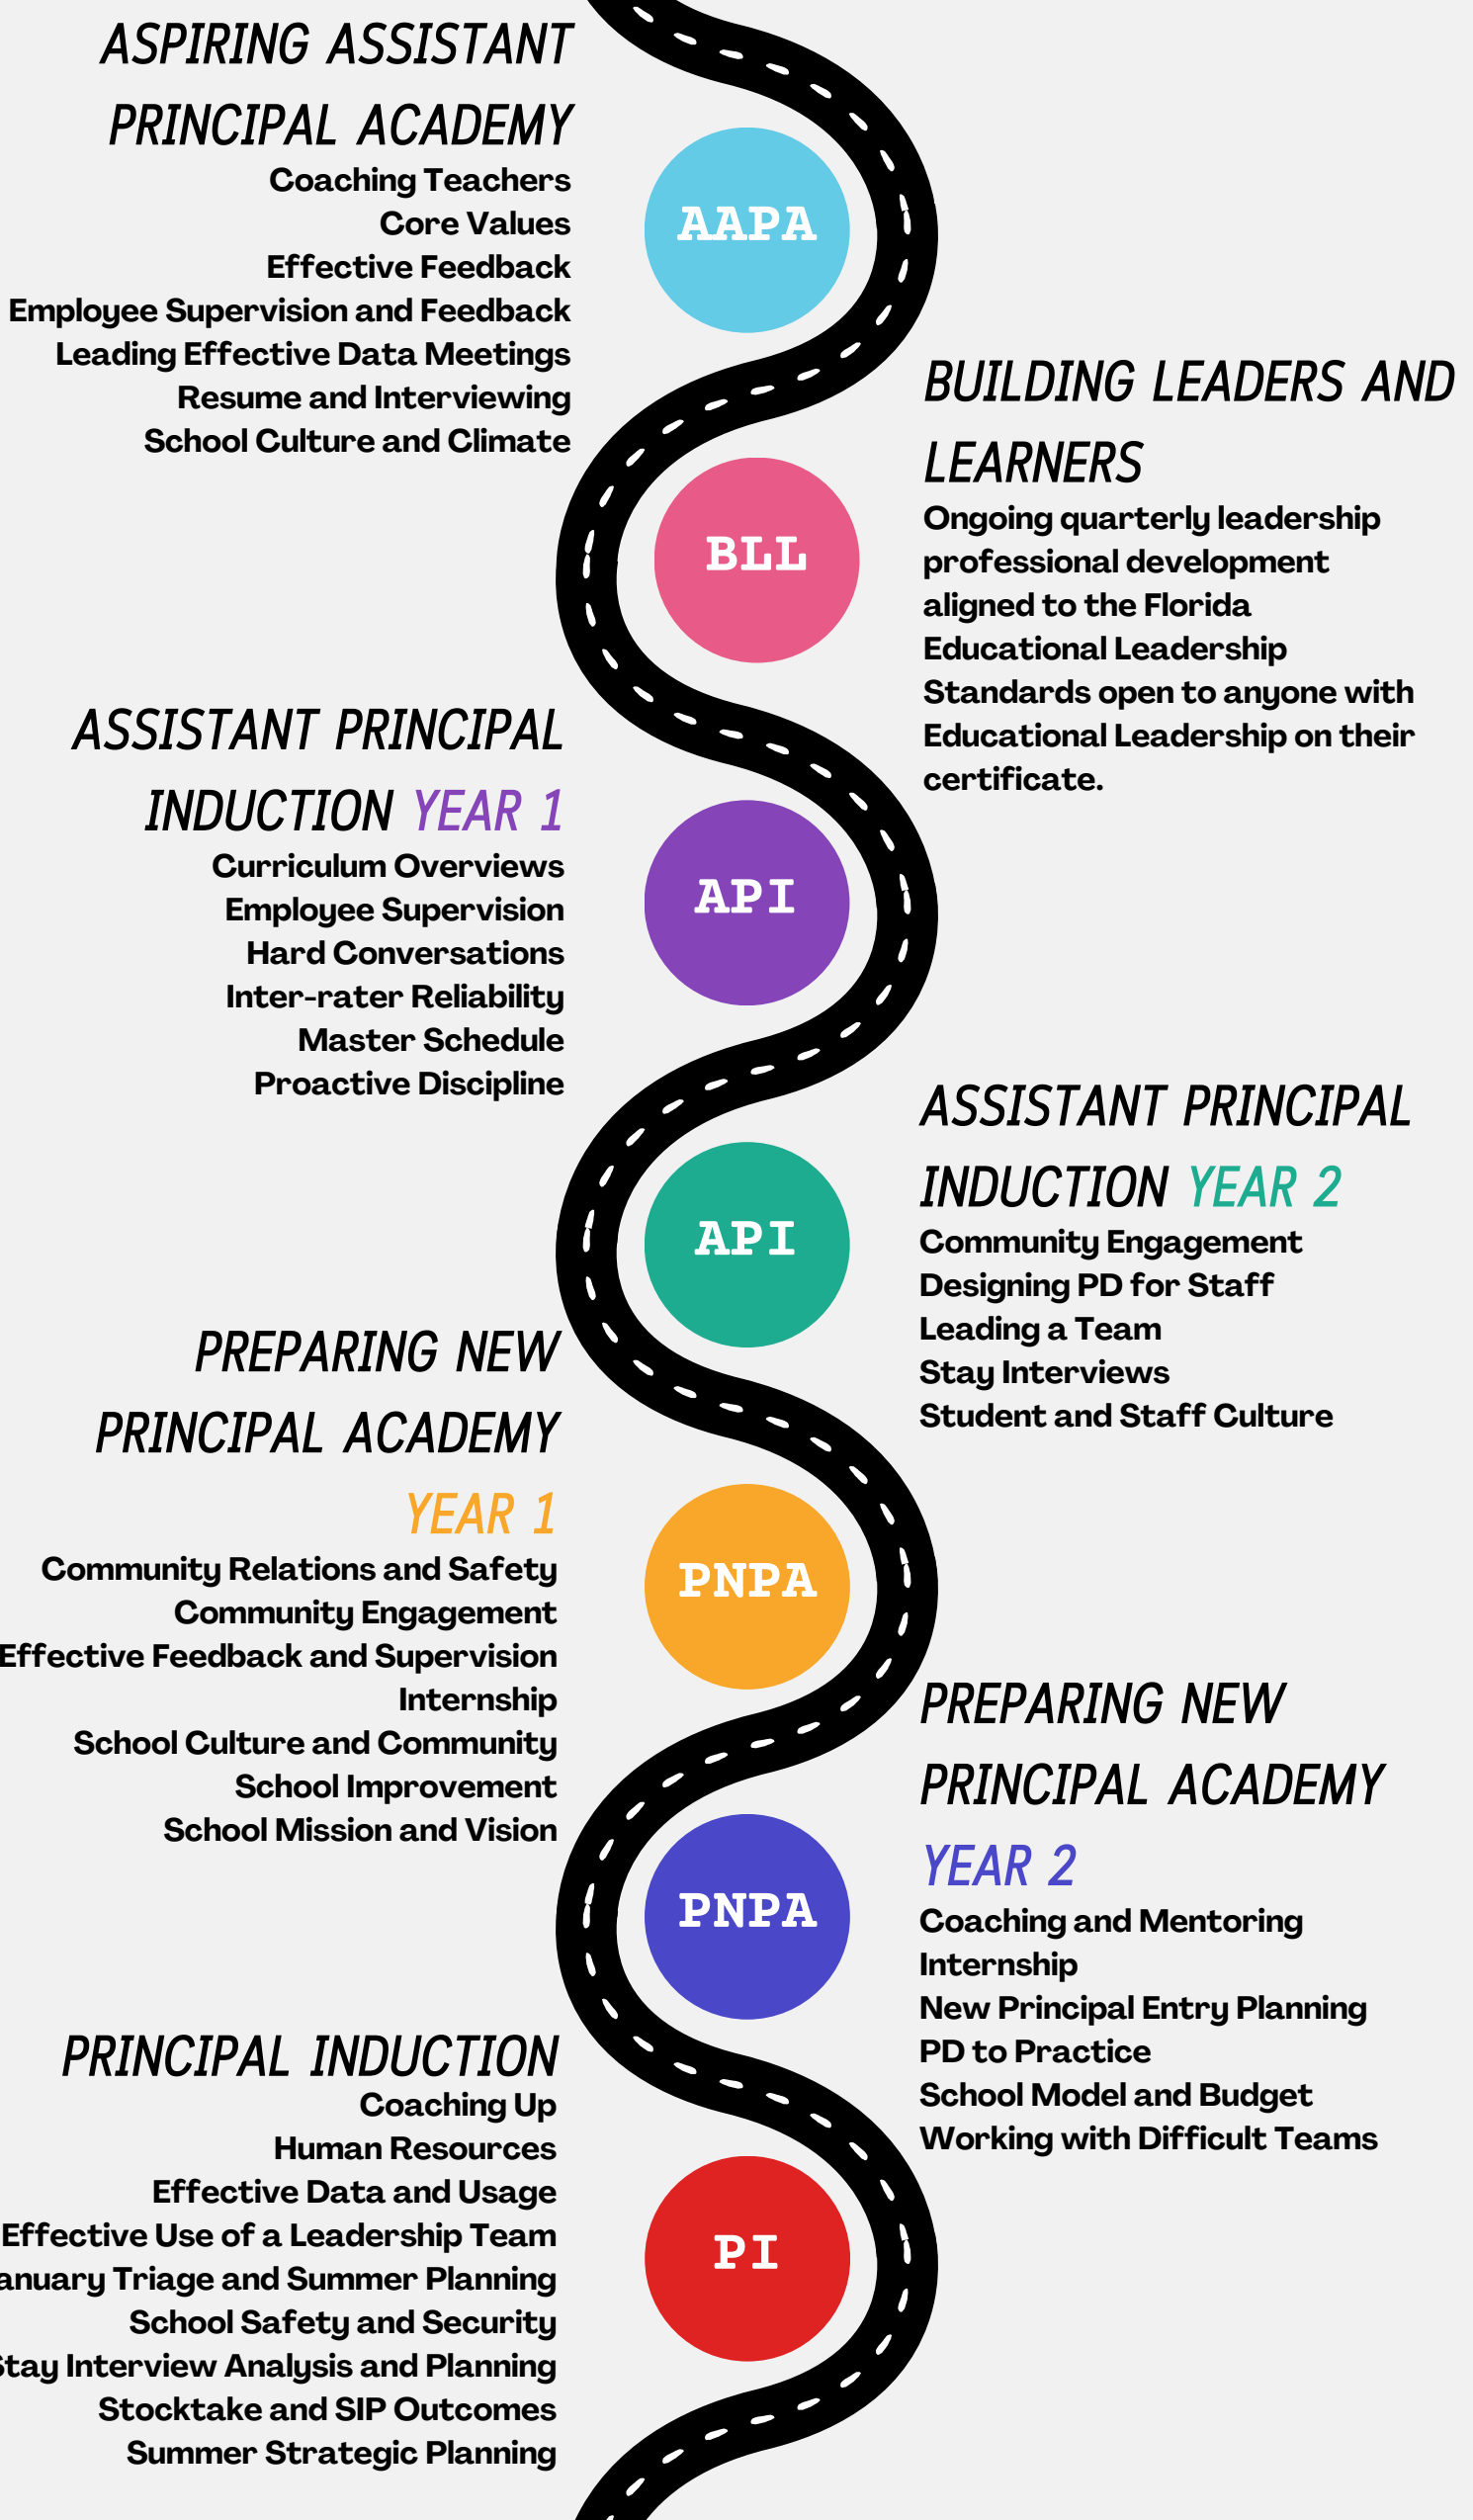 ASPIRING ASSISTANT
PRINCIPAL ACADEMY
Coaching Teachers
Core Values
Effective Feedback
Employee Supervision and Feedback
Leading Effective Data Meetings
Resume and Interviewing
School Culture and Climate
AAPA
BUILDING LEADERS AND
LEARNERS
Ongoing quarterly leadership
professional development
aligned to the Florida
Educational Leadership
Standards open to anyone with
Educational Leadership on their
certificate.
BLL
ASSISTANT PRINCIPAL
INDUCTION YEAR 1
Curriculum Overviews
Employee Supervision
Hard Conversations
Inter-rater Reliability
Master Schedule
Proactive Discipline
API
ASSISTANT PRINCIPAL
INDUCTION YEAR 2
Community Engagement
Designing PD for Staff
Leading a Team
Stay Interviews
Student and Staff Culture
API
PREPARING NEW
PRINCIPAL ACADEMY
YEAR 1
Community Relations and Safety
Community Engagement
Effective Feedback and Supervision
Internship
School Culture and Community
School Improvement
School Mission and Vision
PNPA
PREPARING NEW
PRINCIPAL ACADEMY
YEAR 2
Coaching and Mentoring
Internship
New Principal Entry Planning
PD to Practice
School Model and Budget
Working with Difficult Teams
PNPA
PRINCIPAL INDUCTION
Coaching Up
Human Resources
Effective Data and Usage
Effective Use of a Leadership Team
anuary Triage and Summer Planning
School Safety and Security
Stay Interview Analysis and Planning
Stocktake and SIP Outcomes
Summer Strategic Planning
PI